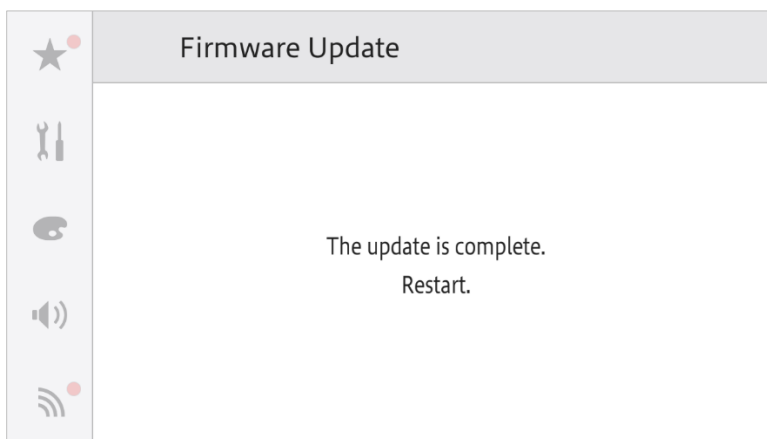 Firmware Update
The update is complete.
Restart.